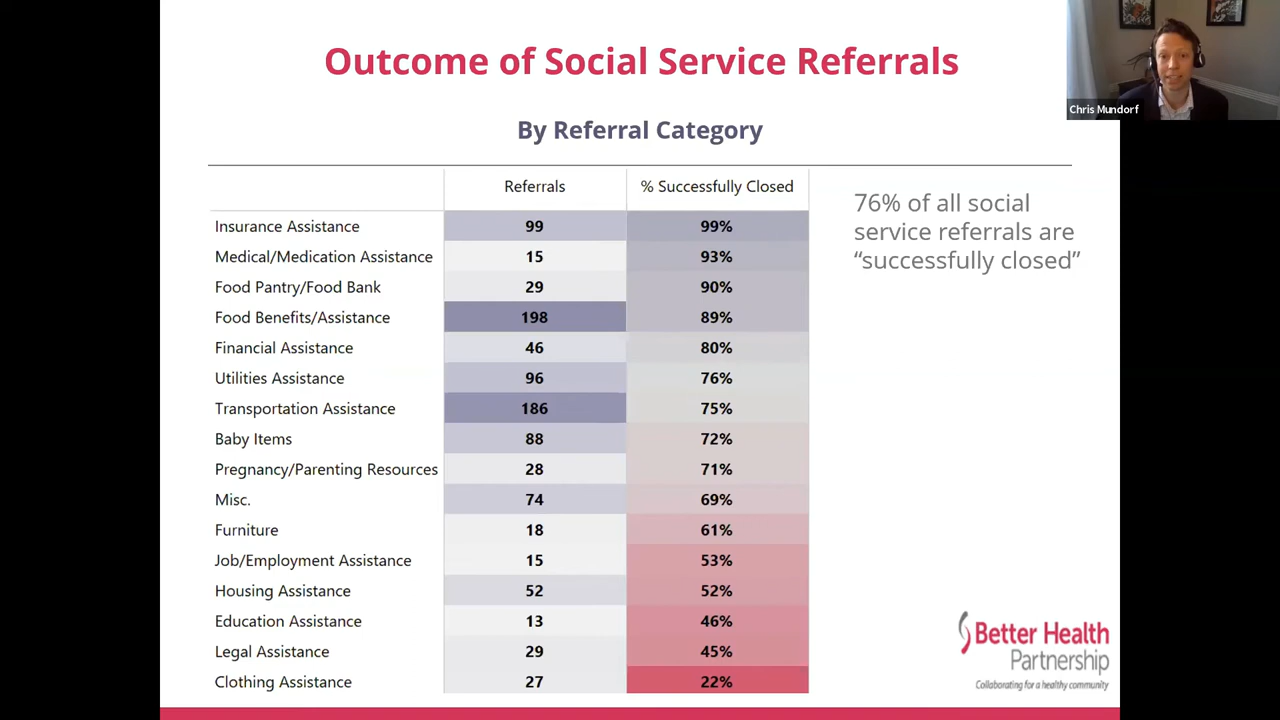 Outcome of Social Service Referrals
Chris Mundorf
By Referral Category
Referrals % Successfully Closed
Insurance Assistance 99 99%
Medical/Medication Assistance 15 93%
Food Pantry/Food Bank 29 90%
Food Benefits/Assistance 198 89%
Financial Assistance 46 80%
Utilities Assistance 96 76%
Transportation Assistance 186 75%
Baby Items 88 72%
Pregnancy/Parenting Resources 28 71%
Misc. 74 69%
Furniture 18 61%
Job/Employment Assistance 15 53%
Housing Assistance 52 52%
Education Assistance 13 46%
Legal Assistance 29 45%
Clothing Assistance 27 22%
76% of all social
service referrals are
“successfully closed”
Better Health
Partnership
Collaborating for a healthy community